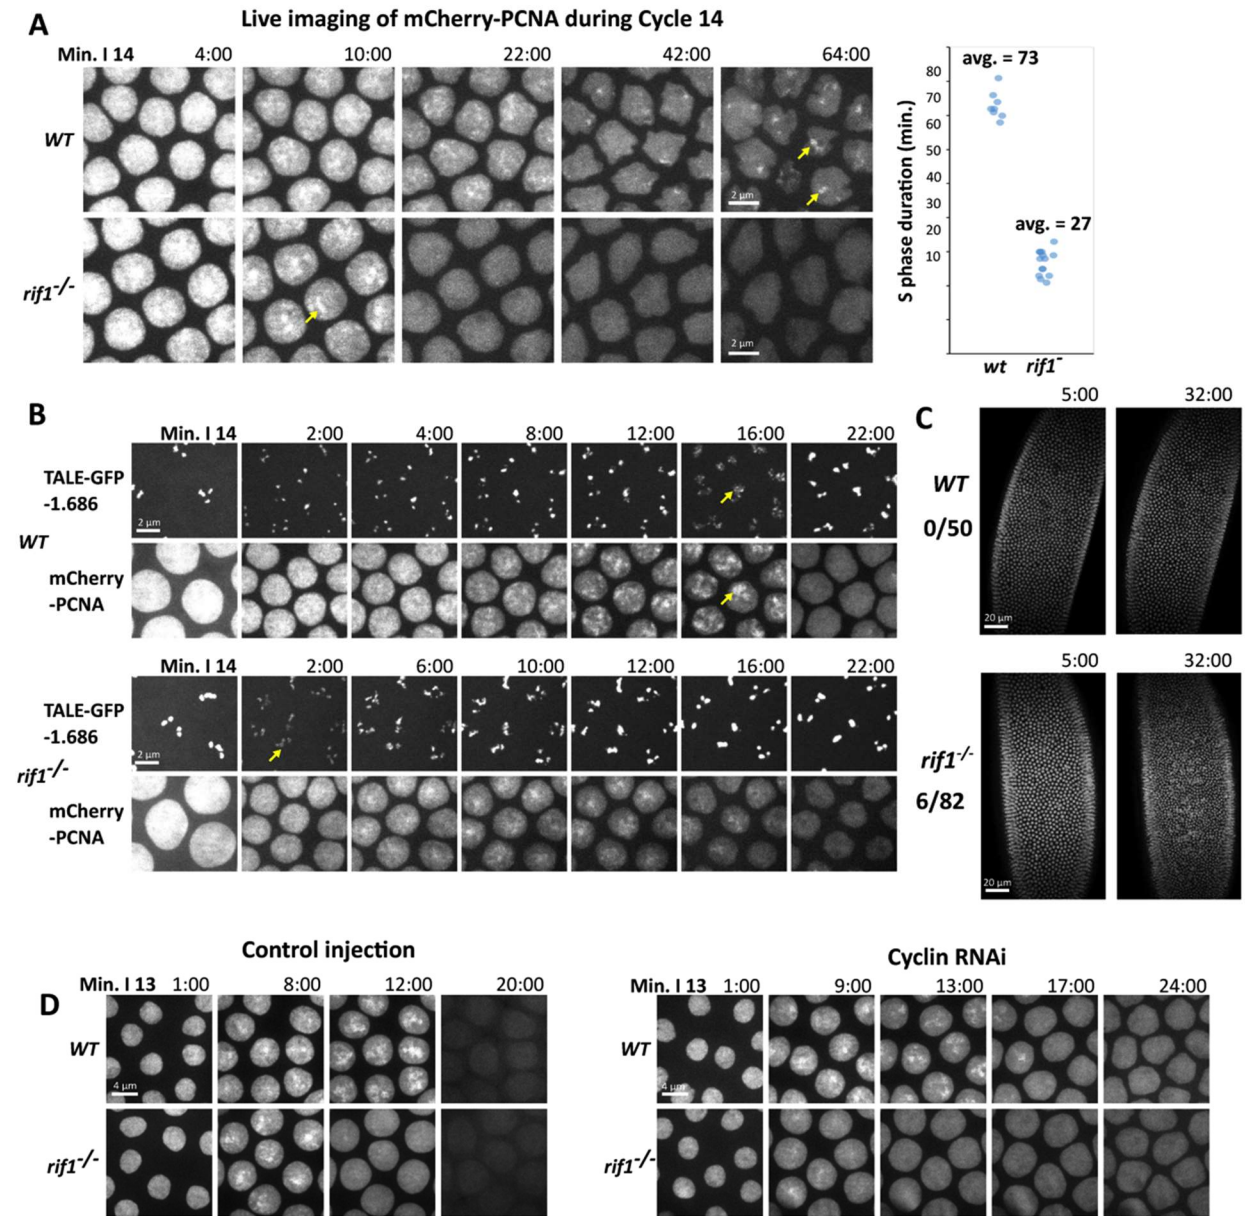 A
Live imaging of mCherry-PCNA during Cycle 14
Min. I 14 4:00 10:00 22:00 42:00 64:00
WT
2 µm
rif1-/-
2 µm
S phase duration (min.)
80
70
60
50
40
30
20
10
avg. = 73
avg. = 27
wt rif1-
B
Min. I 14 2:00 4:00 8:00 12:00 16:00 22:00
TALE-GFP
-1.686
2 µm
WT
mCherry
-PCNA
Min. I 14 2:00 6:00 10:00 12:00 16:00 22:00
TALE-GFP
-1.686
2 µm
rif1-/-
mCherry
-PCNA
C
5:00 32:00
WT
0/50
20 µm
5:00 32:00
rif1-/-
6/82
20 µm
D
Control injection
Min. I 13 1:00 8:00 12:00 20:00
WT
4 µm
rif1-/-
Cyclin RNAi
Min. I 13 1:00 9:00 13:00 17:00 24:00
WT
4 µm
rif1-/-